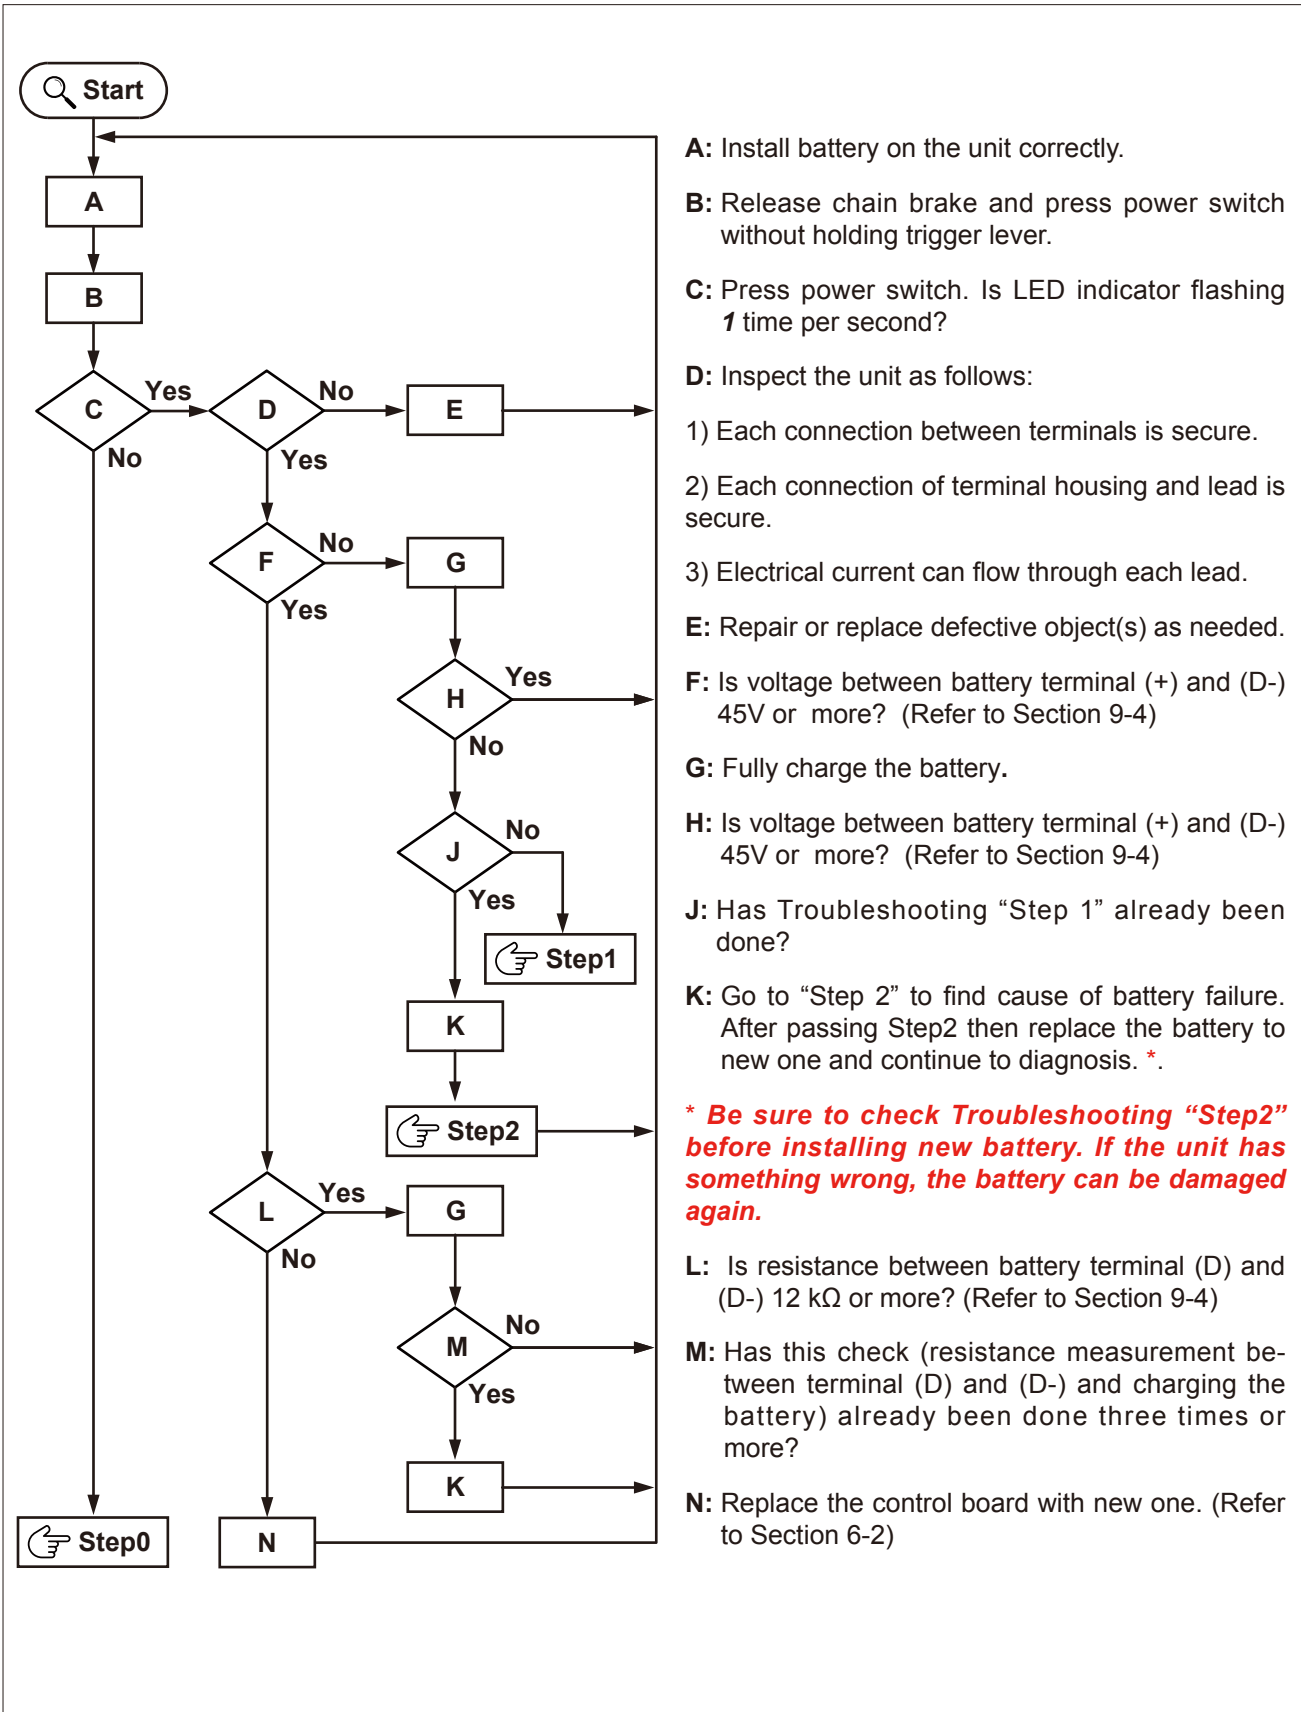 Start
A
B
C
Yes
No
D
No
Yes
E
F
No
Yes
G
H
Yes
No
J
No
Yes
Step1
K
Step2
L
Yes
No
G
M
No
Yes
K
Step0
N
A: Install battery on the unit correctly.
B: Release chain brake and press power switch
without holding trigger lever.
C: Press power switch. Is LED indicator flashing
1 time per second?
D: Inspect the unit as follows:
1) Each connection between terminals is secure.
2) Each connection of terminal housing and lead is
secure.
3) Electrical current can flow through each lead.
E: Repair or replace defective object(s) as needed.
F: Is voltage between battery terminal (+) and (D-)
45V or more? (Refer to Section 9-4)
G: Fully charge the battery.
H: Is voltage between battery terminal (+) and (D-)
45V or more? (Refer to Section 9-4)
J: Has Troubleshooting “Step 1” already been
done?
K: Go to “Step 2” to find cause of battery failure.
After passing Step2 then replace the battery to
new one and continue to diagnosis. *.
* Be sure to check Troubleshooting “Step2”
before installing new battery. If the unit has
something wrong, the battery can be damaged
again.
L: Is resistance between battery terminal (D) and
(D-) 12 kΩ or more? (Refer to Section 9-4)
M: Has this check (resistance measurement be-
tween terminal (D) and (D-) and charging the
battery) already been done three times or
more?
N: Replace the control board with new one. (Refer
to Section 6-2)